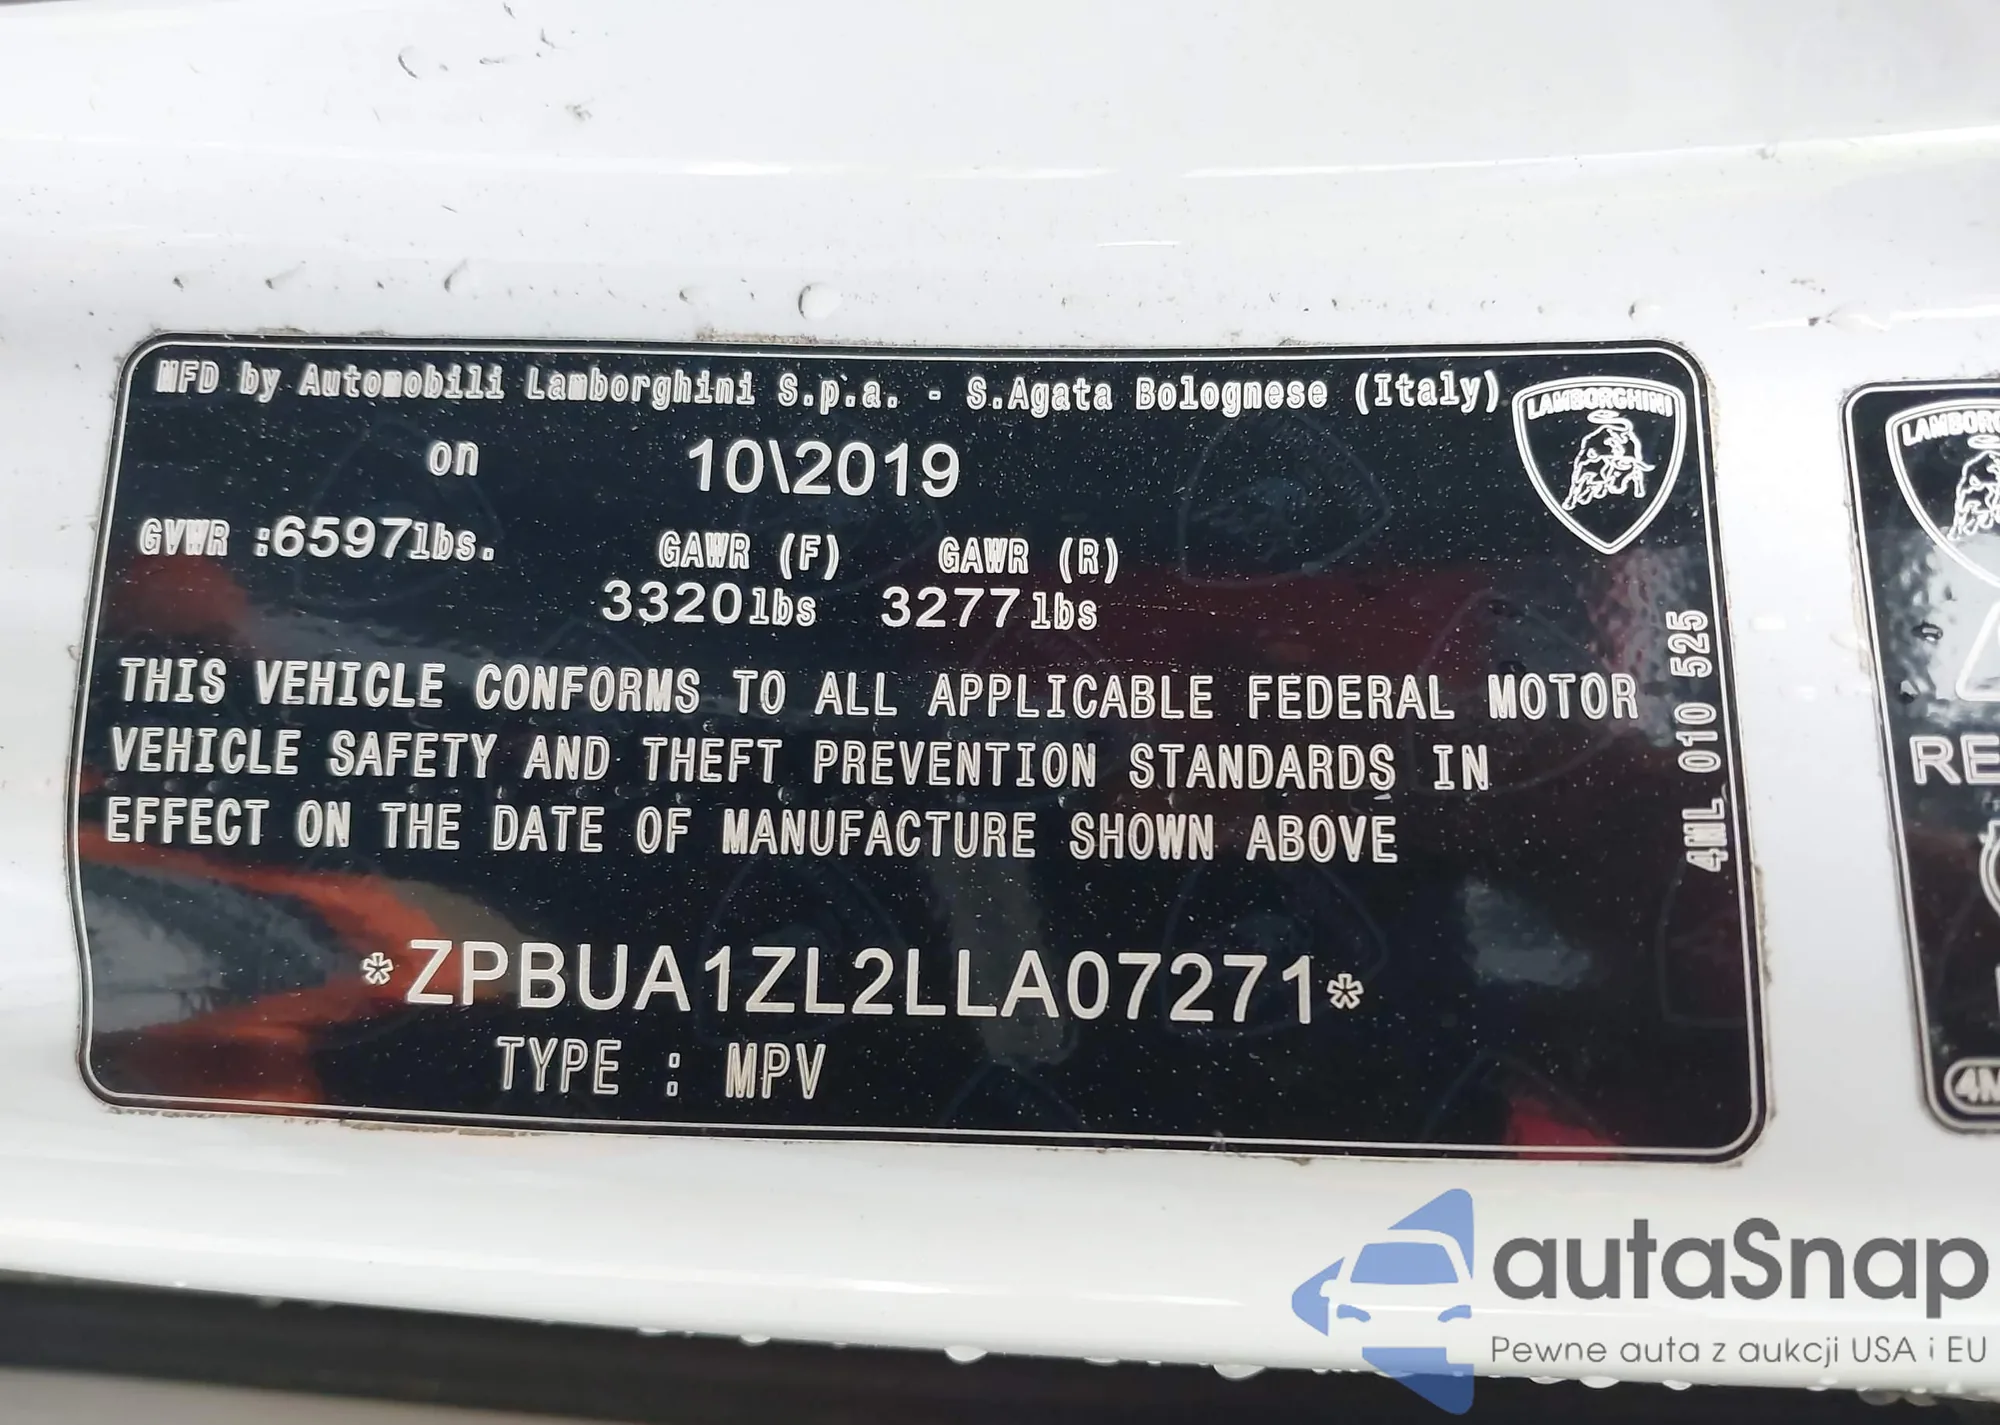 MFD by Automobili Lamborghini S.p.a. - S.Agata Bolognese (Italy)
LAMBORGHINI
on 10\2019
GVWR :6597lbs. GAWR (F) GAWR (R)
3320lbs 3277lbs
THIS VEHICLE CONFORMS TO ALL APPLICABLE FEDERAL MOTOR
VEHICLE SAFETY AND THEFT PREVENTION STANDARDS IN
EFFECT ON THE DATE OF MANUFACTURE SHOWN ABOVE
4ML 010 525
*ZPBUA1ZL2LLA07271*
TYPE : MPV
autaSnap
Pewne auta z aukcji USA i EU